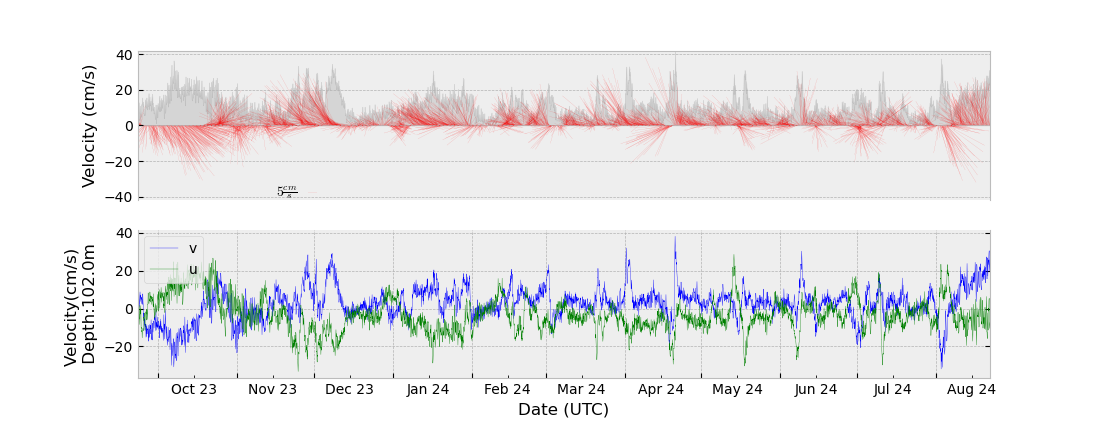 Velocity (cm/s)
40
20
0
−20
−40
5 cm/s
Velocity(cm/s)
Depth:102.0m
40
20
0
−20
v
u
Oct 23 Nov 23 Dec 23 Jan 24 Feb 24 Mar 24 Apr 24 May 24 Jun 24 Jul 24 Aug 24
Date (UTC)